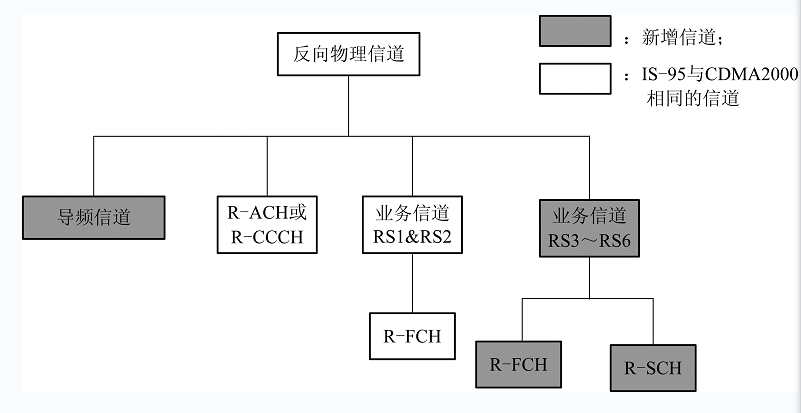 反向物理信道
：新增信道；
：IS-95与CDMA2000
相同的信道
导频信道
R-ACH或
R-CCCH
业务信道
RS1&RS2
业务信道
RS3～RS6
R-FCH
R-FCH
R-SCH